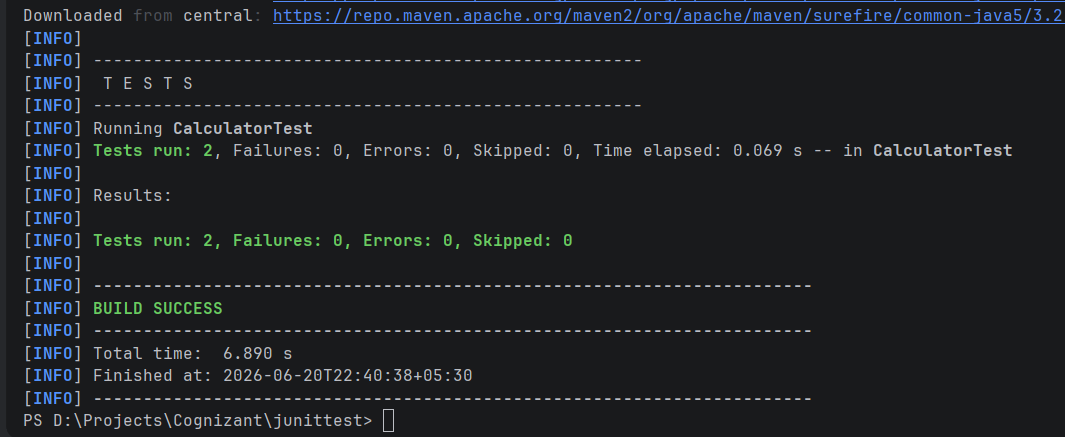 Downloaded from central: https://repo.maven.apache.org/maven2/org/apache/maven/surefire/common-java5/3.2
[INFO]
[INFO] -------------------------------------------------------
[INFO]  T E S T S
[INFO] -------------------------------------------------------
[INFO] Running CalculatorTest
[INFO] Tests run: 2, Failures: 0, Errors: 0, Skipped: 0, Time elapsed: 0.069 s -- in CalculatorTest
[INFO]
[INFO] Results:
[INFO]
[INFO] Tests run: 2, Failures: 0, Errors: 0, Skipped: 0
[INFO]
[INFO] ------------------------------------------------------------------------
[INFO] BUILD SUCCESS
[INFO] ------------------------------------------------------------------------
[INFO] Total time:  6.890 s
[INFO] Finished at: 2026-06-20T22:40:38+05:30
[INFO] ------------------------------------------------------------------------
PS D:\Projects\Cognizant\junittest>